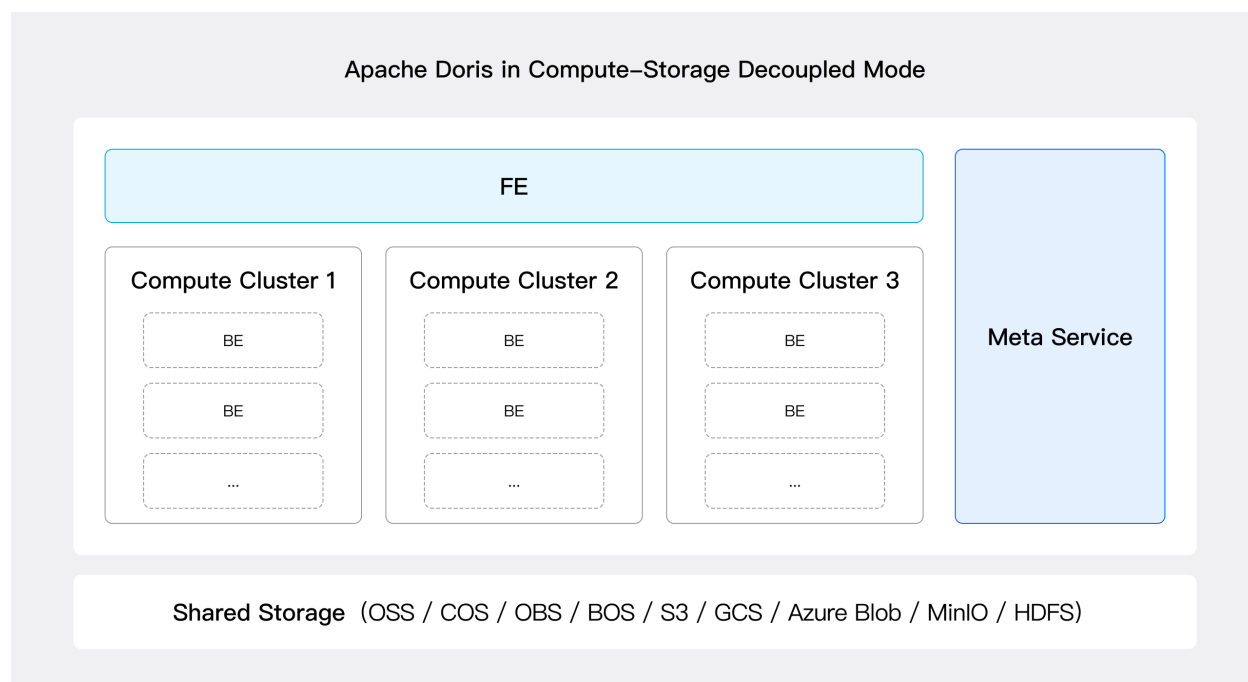 Apache Doris in Compute–Storage Decoupled Mode
FE
Meta Service
Compute Cluster 1
BE
BE
...
Compute Cluster 2
BE
BE
...
Compute Cluster 3
BE
BE
...
Shared Storage (OSS / COS / OBS / BOS / S3 / GCS / Azure Blob / MinIO / HDFS)